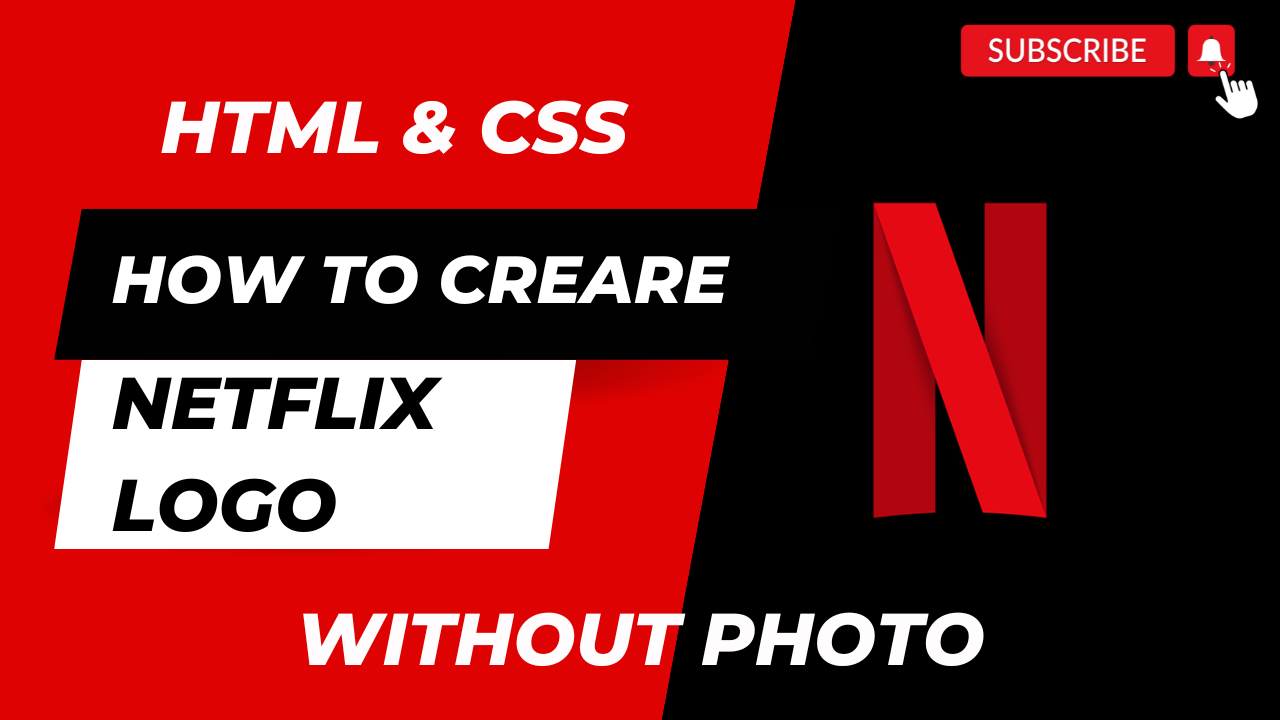 SUBSCRIBE
HTML & CSS
HOW TO CREARE
NETFLIX
LOGO
WITHOUT PHOTO